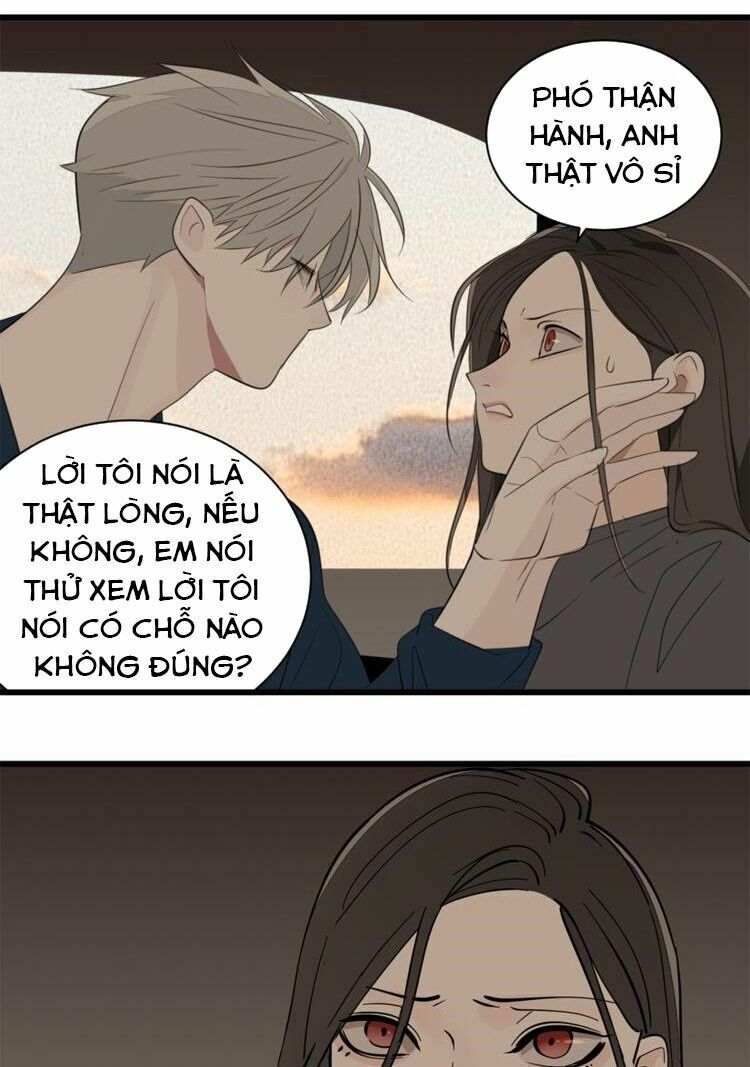 PHÓ THẬN
HÀNH, ANH
THẬT VÔ SỈ
LỜI TÔI NÓI LÀ
THẬT LÒNG, NẾU
KHÔNG, EM NÓI
THỬ XEM LỜI TÔI
NÓI CÓ CHỖ NÀO
KHÔNG ĐÚNG?